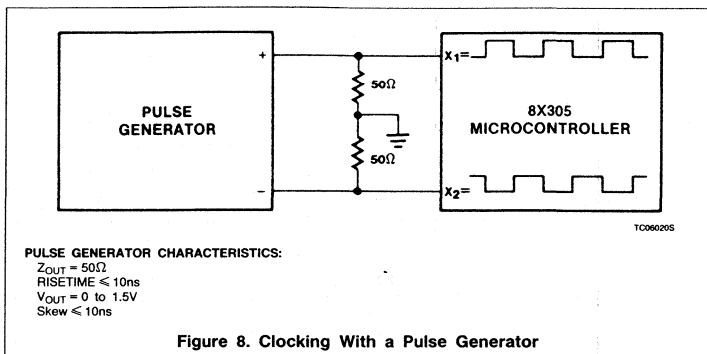 +
X1=
50Ω
PULSE
GENERATOR
8X305
MICROCONTROLLER
50Ω
−
X2=
TC06020S
PULSE GENERATOR CHARACTERISTICS:
ZOUT = 50Ω
RISETIME ⩽ 10ns
VOUT = 0 to 1.5V
Skew ⩽ 10ns
Figure 8. Clocking With a Pulse Generator